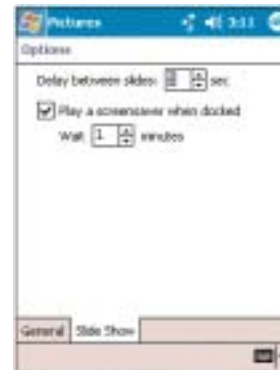 Pictures 3:11
Options
Delay between slides: sec
Play a screensaver when docked
Wait 1 minutes
General Slide Show